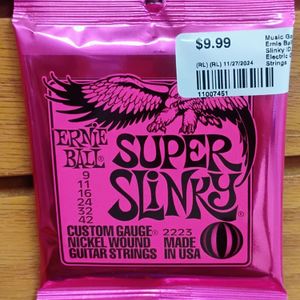 $9.99
Music Ga
Ernie Bal
Slinky (O
Electric G
Strings
(RL) (RL) 11/27/2024
11007451
ERNIE
BALL
9
11
16
24
32
42
SUPER
SLINKY
CUSTOM GAUGE® 2223
NICKEL WOUND MADE
GUITAR STRINGS IN USA